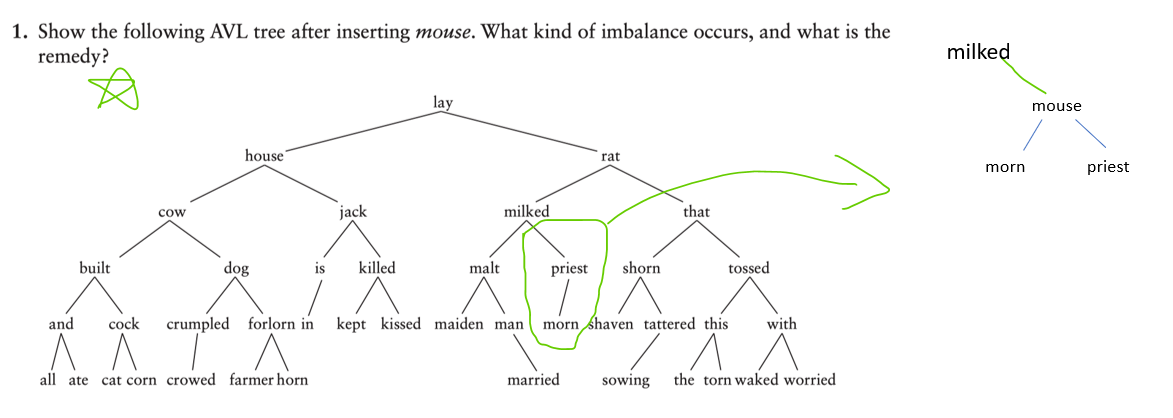 1. Show the following AVL tree after inserting mouse. What kind of imbalance occurs, and what is the
remedy?
milked
mouse
morn priest
lay
house rat
cow jack milked that
built dog is killed malt priest shorn tossed
and cock crumpled forlorn in kept kissed maiden man morn shaven tattered this with
all ate cat corn crowed farmer horn married sowing the torn waked worried